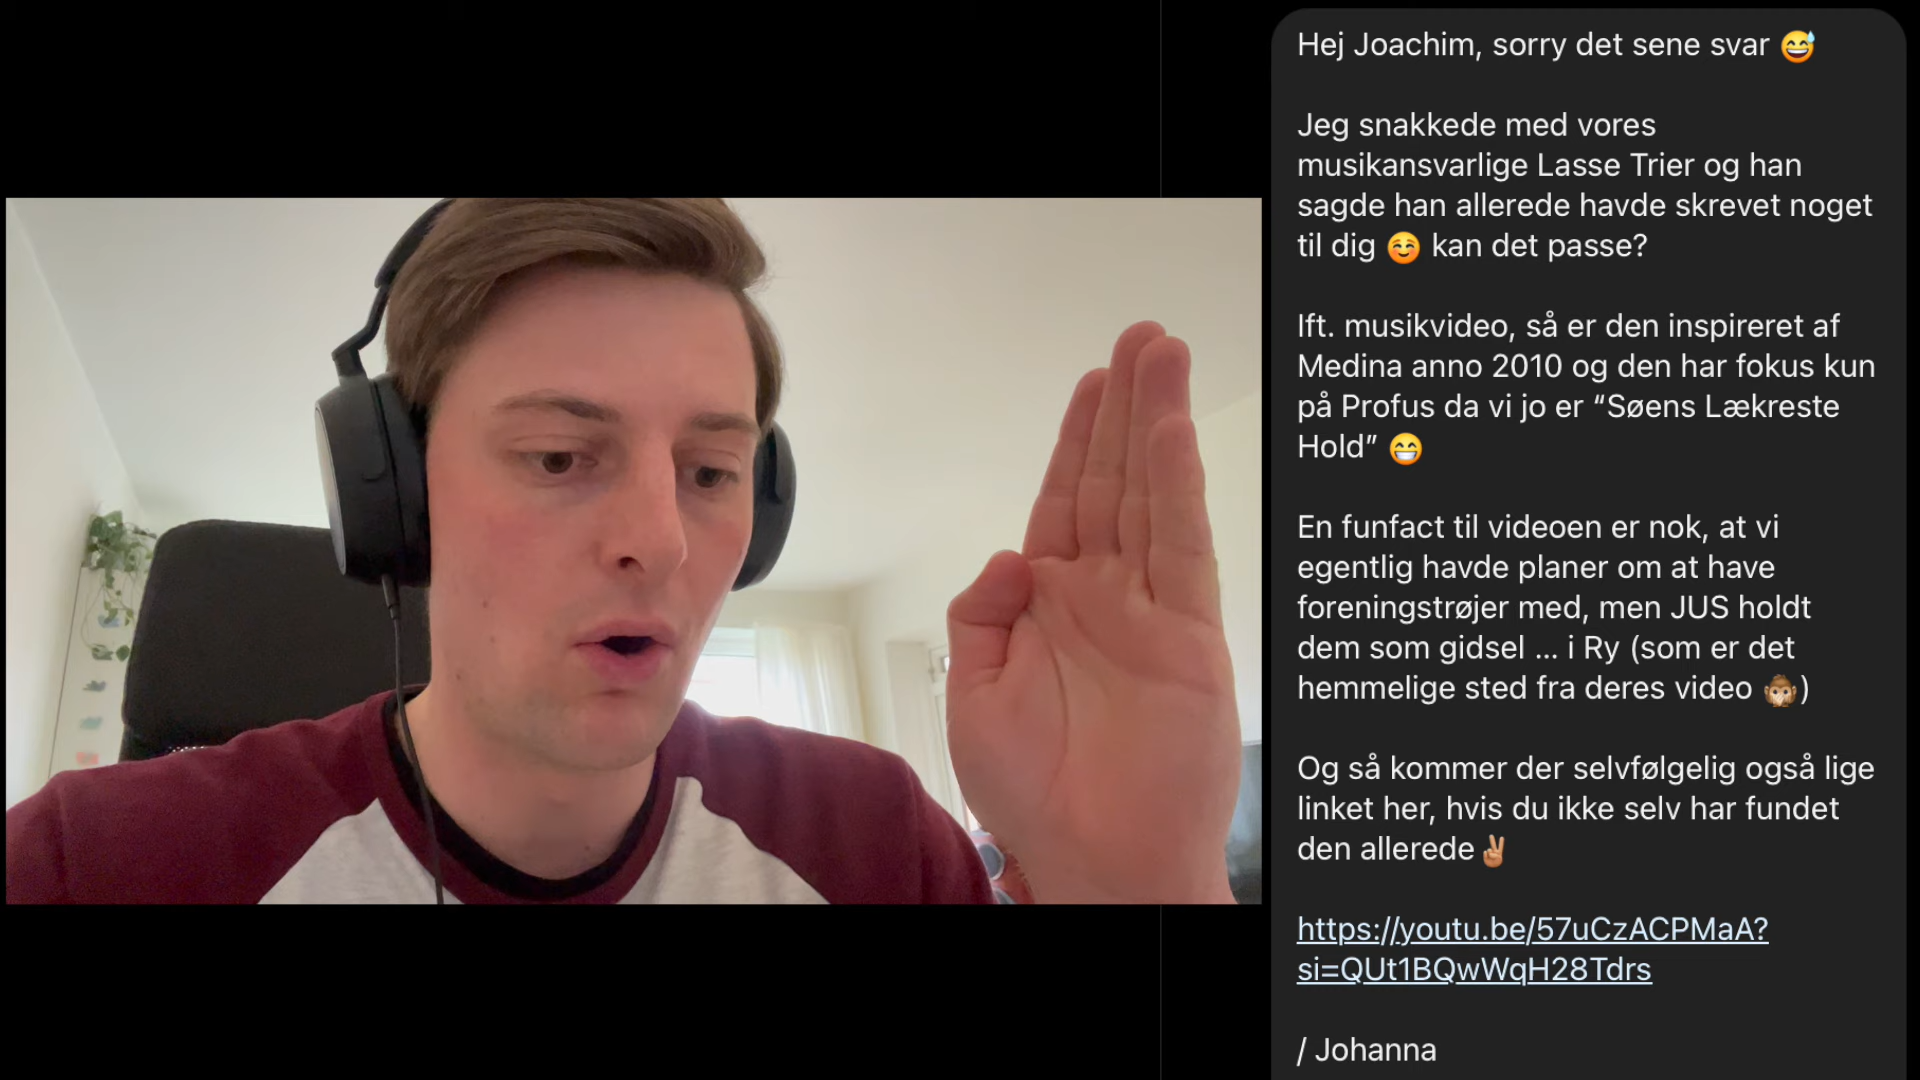 Hej Joachim, sorry det sene svar 😅
Jeg snakkede med vores
musikansvarlige Lasse Trier og han
sagde han allerede havde skrevet noget
til dig ☺️ kan det passe?
Ift. musikvideo, så er den inspireret af
Medina anno 2010 og den har fokus kun
på Profus da vi jo er “Søens Lækreste
Hold” 😁
En funfact til videoen er nok, at vi
egentlig havde planer om at have
foreningstrøjer med, men JUS holdt
dem som gidsel ... i Ry (som er det
hemmelige sted fra deres video 🙊)
Og så kommer der selvfølgelig også lige
linket her, hvis du ikke selv har fundet
den allerede✌🏼
https://youtu.be/57uCzACPMaA?
si=QUt1BQwWqH28Tdrs
/ Johanna